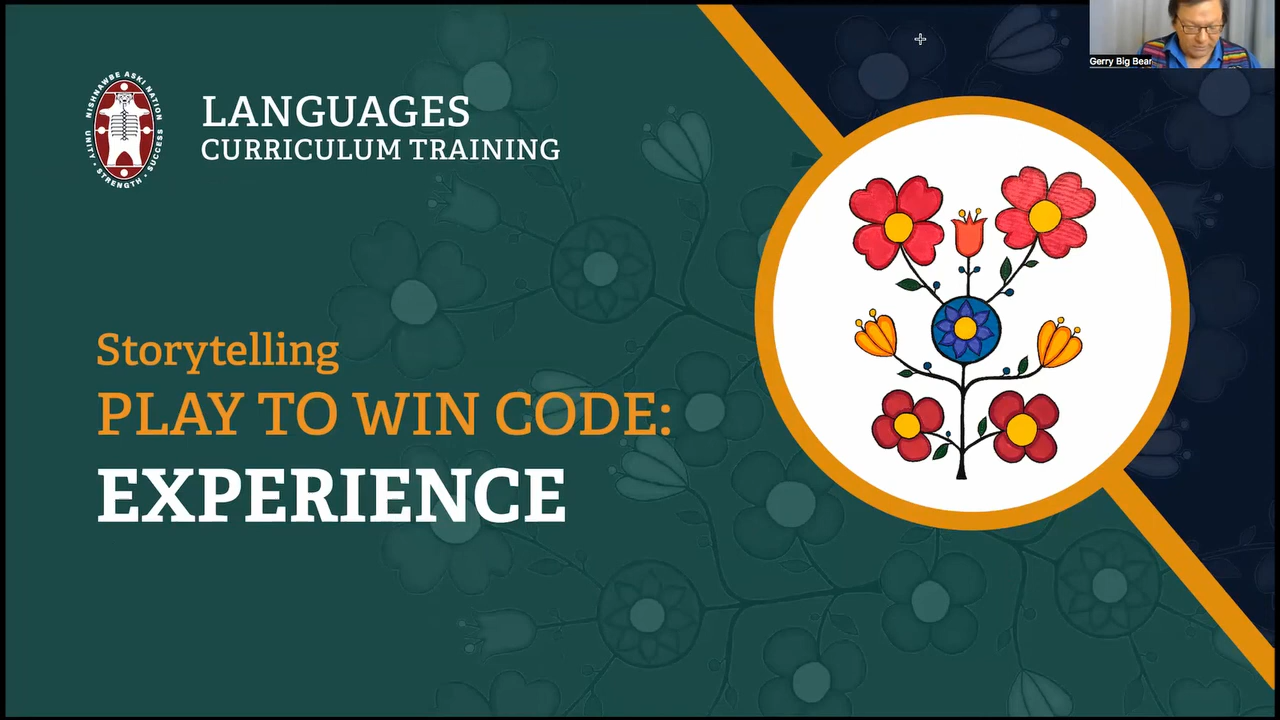 NISHNAWBE ASKI NATION
UNITY • STRENGTH • SUCCESS
LANGUAGES
CURRICULUM TRAINING
Storytelling
PLAY TO WIN CODE:
EXPERIENCE
Gerry Big Bear